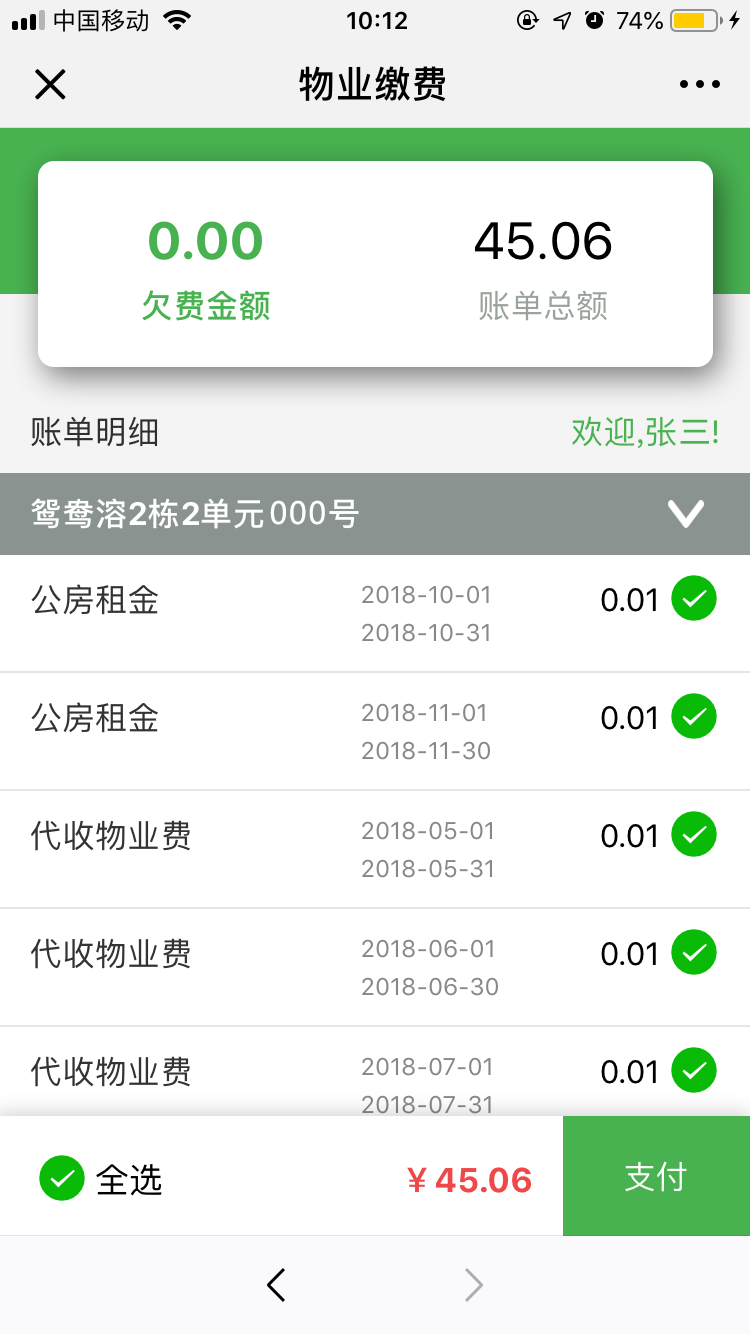 中国移动 10:12 74%
物业缴费
0.00 45.06
欠费金额 账单总额
账单明细 欢迎,张三!
鸳鸯溶2栋2单元000号
公房租金 2018-10-01 0.01
2018-10-31
公房租金 2018-11-01 0.01
2018-11-30
代收物业费 2018-05-01 0.01
2018-05-31
代收物业费 2018-06-01 0.01
2018-06-30
代收物业费 2018-07-01 0.01
2018-07-31
全选 ¥45.06 支付